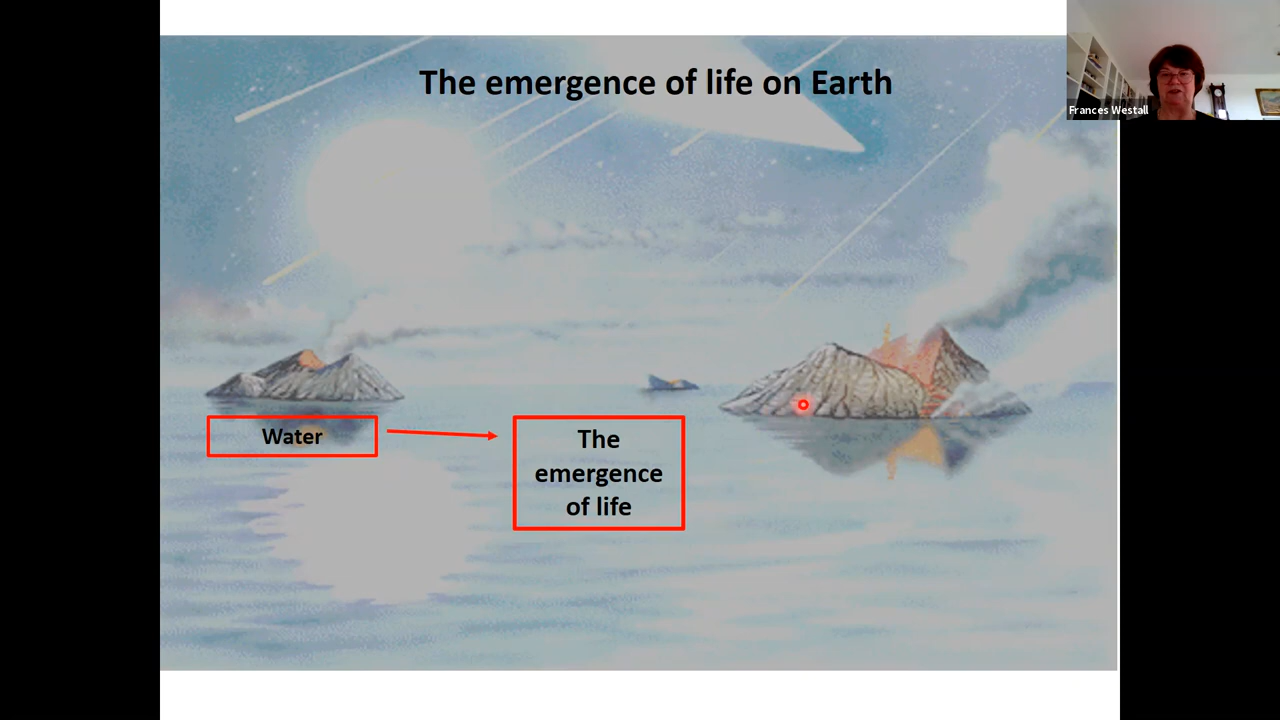 The emergence of life on Earth
Frances Westall
Water
The
emergence
of life